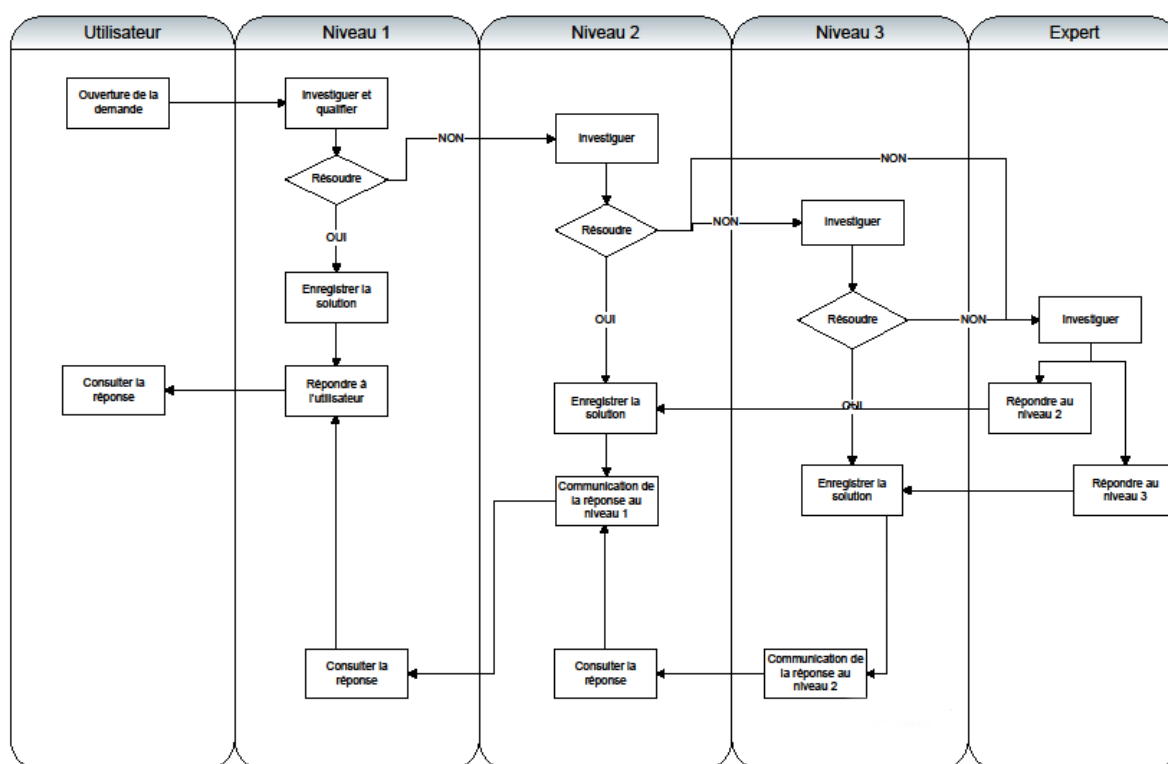 Utilisateur
Niveau 1
Niveau 2
Niveau 3
Expert
Ouverture de la
demande
Investiguer et
qualifier
NON
Investiguer
NON
Résoudre
Résoudre
NON
Investiguer
OUI
Enregistrer la
solution
OUI
Résoudre
NON
Investiguer
Consulter la
réponse
Répondre à
l'utilisateur
Enregistrer la
solution
OUI
Répondre au
niveau 2
Communication de
la réponse au
niveau 1
Enregistrer la
solution
Répondre au
niveau 3
Consulter la
réponse
Consulter la
réponse
Communication de
la réponse au
niveau 2